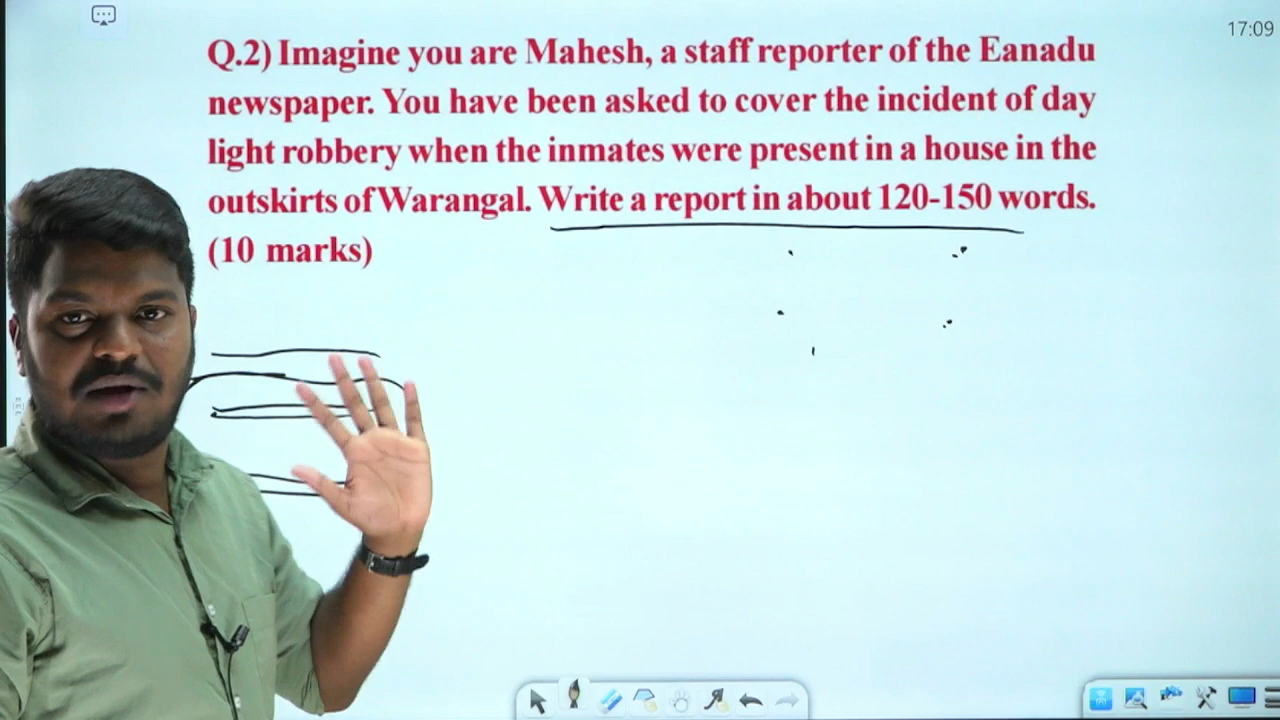 17:09
Q.2) Imagine you are Mahesh, a staff reporter of the Eanadu
newspaper. You have been asked to cover the incident of day
light robbery when the inmates were present in a house in the
outskirts of Warangal. Write a report in about 120-150 words.
(10 marks)